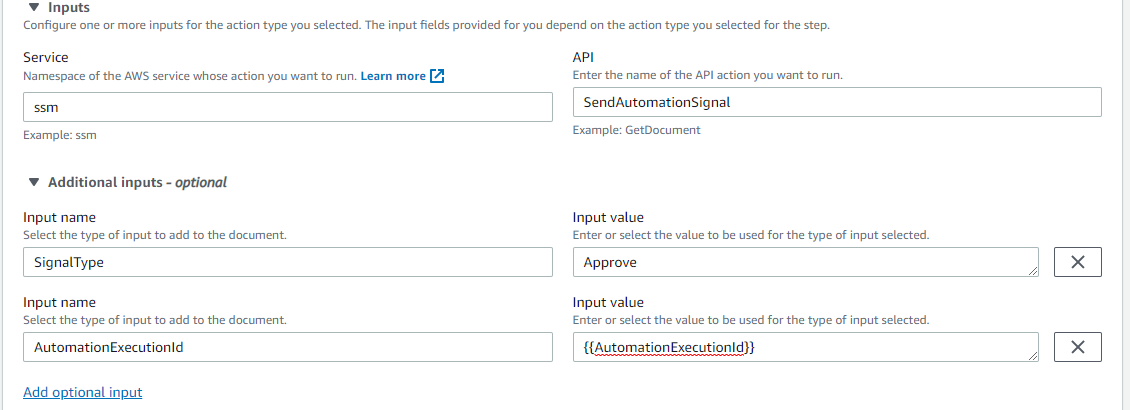 Inputs
Configure one or more inputs for the action type you selected. The input fields provided for you depend on the action type you selected for the step.
Service
Namespace of the AWS service whose action you want to run. Learn more
ssm
Example: ssm
API
Enter the name of the API action you want to run.
SendAutomationSignal
Example: GetDocument
Additional inputs - optional
Input name
Select the type of input to add to the document.
SignalType
Input value
Enter or select the value to be used for the type of input selected.
Approve
Input name
Select the type of input to add to the document.
AutomationExecutionId
Input value
Enter or select the value to be used for the type of input selected.
{{AutomationExecutionId}}
Add optional input